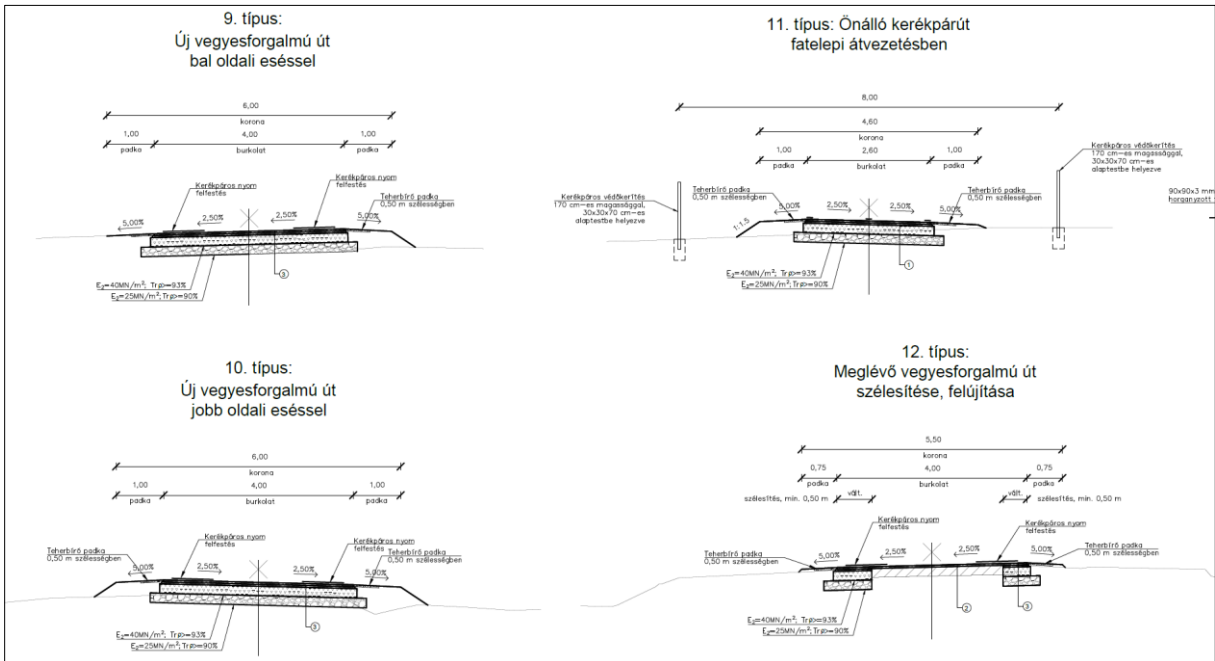 9. típus:
Új vegyesforgalmú út
bal oldali eséssel
6,00
korona
1,00
4,00
1,00
padka
burkolat
padka
Kerékpáros nyom
felfestés
Kerékpáros nyom
felfestés
Teherbíró padka
0,50 m szélességben
5,00%
2,50%
2,50%
5,00%
3
E₂=40MN/m²; Trρ>=93%
E₂=25MN/m²;Trρ>=90%
11. típus: Önálló kerékpárút
fatelepi átvezetésben
8,00
4,60
korona
1,00
2,60
1,00
padka
burkolat
padka
Kerékpáros védőkerítés
170 cm-es magassággal,
30x30x70 cm-es
alaptestbe helyezve
Teherbíró padka
0,50 m szélességben
Teherbíró padka
0,50 m szélességben
Kerékpáros védőkerítés
170 cm-es magassággal,
30x30x70 cm-es
alaptestbe helyezve
90x90x3 mm
horganyzott
5,00%
2,50%
2,50%
5,00%
1:1.5
1
E₂=40MN/m²; Trρ>=93%
E₂=25MN/m²;Trρ>=90%
10. típus:
Új vegyesforgalmú út
jobb oldali eséssel
6,00
korona
1,00
4,00
1,00
padka
burkolat
padka
Teherbíró padka
0,50 m szélességben
Kerékpáros nyom
felfestés
Kerékpáros nyom
felfestés
Teherbíró padka
0,50 m szélességben
5,00%
2,50%
2,50%
5,00%
3
E₂=40MN/m²; Trρ>=93%
E₂=25MN/m²;Trρ>=90%
12. típus:
Meglévő vegyesforgalmú út
szélesítése, felújítása
5,50
korona
0,75
4,00
0,75
padka
burkolat
padka
szélesítés, min. 0,50 m
vált.
vált.
szélesítés, min. 0,50 m
Teherbíró padka
0,50 m szélességben
Kerékpáros nyom
felfestés
Kerékpáros nyom
felfestés
Teherbíró padka
0,50 m szélességben
5,00%
2,50%
2,50%
5,00%
2
3
E₂=40MN/m²; Trρ>=93%
E₂=25MN/m²;Trρ>=90%